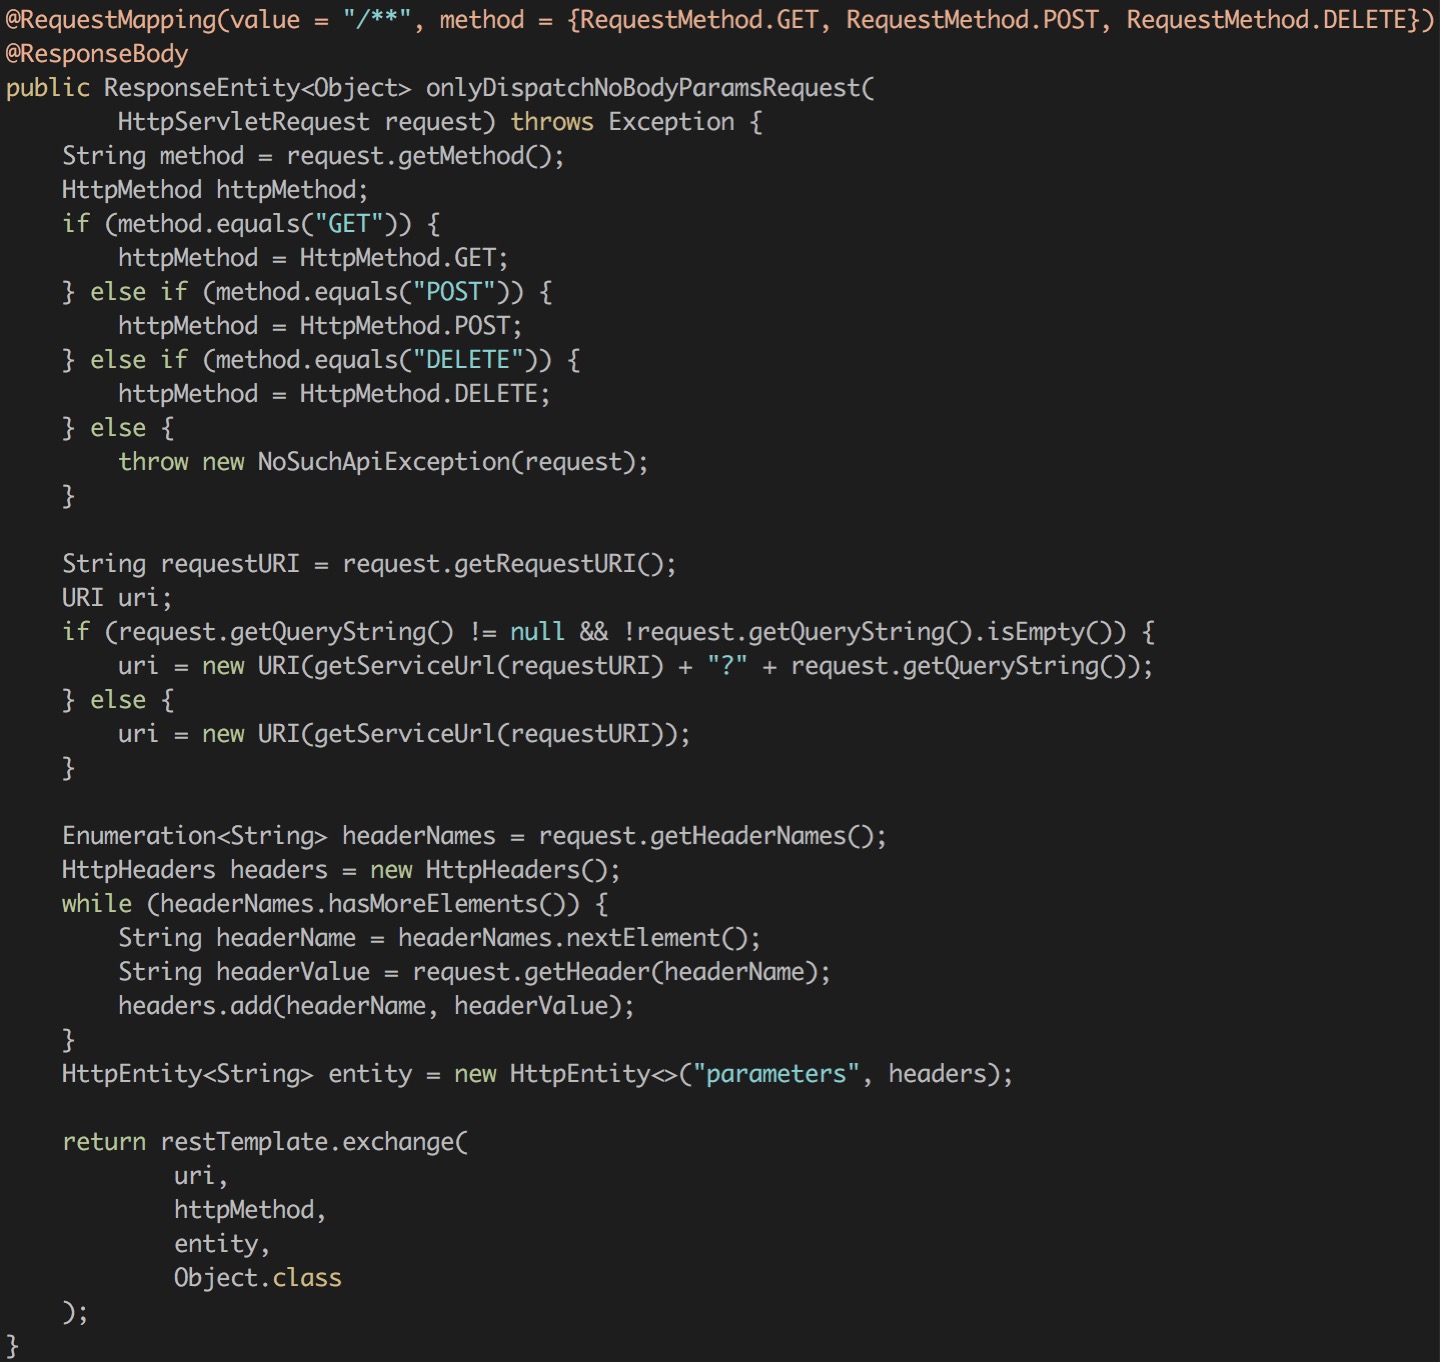 @RequestMapping(value = "/**", method = {RequestMethod.GET, RequestMethod.POST, RequestMethod.DELETE})
@ResponseBody
public ResponseEntity<Object> onlyDispatchNoBodyParamsRequest(
        HttpServletRequest request) throws Exception {
    String method = request.getMethod();
    HttpMethod httpMethod;
    if (method.equals("GET")) {
        httpMethod = HttpMethod.GET;
    } else if (method.equals("POST")) {
        httpMethod = HttpMethod.POST;
    } else if (method.equals("DELETE")) {
        httpMethod = HttpMethod.DELETE;
    } else {
        throw new NoSuchApiException(request);
    }

    String requestURI = request.getRequestURI();
    URI uri;
    if (request.getQueryString() != null && !request.getQueryString().isEmpty()) {
        uri = new URI(getServiceUrl(requestURI) + "?" + request.getQueryString());
    } else {
        uri = new URI(getServiceUrl(requestURI));
    }

    Enumeration<String> headerNames = request.getHeaderNames();
    HttpHeaders headers = new HttpHeaders();
    while (headerNames.hasMoreElements()) {
        String headerName = headerNames.nextElement();
        String headerValue = request.getHeader(headerName);
        headers.add(headerName, headerValue);
    }
    HttpEntity<String> entity = new HttpEntity<>("parameters", headers);

    return restTemplate.exchange(
            uri,
            httpMethod,
            entity,
            Object.class
    );
}